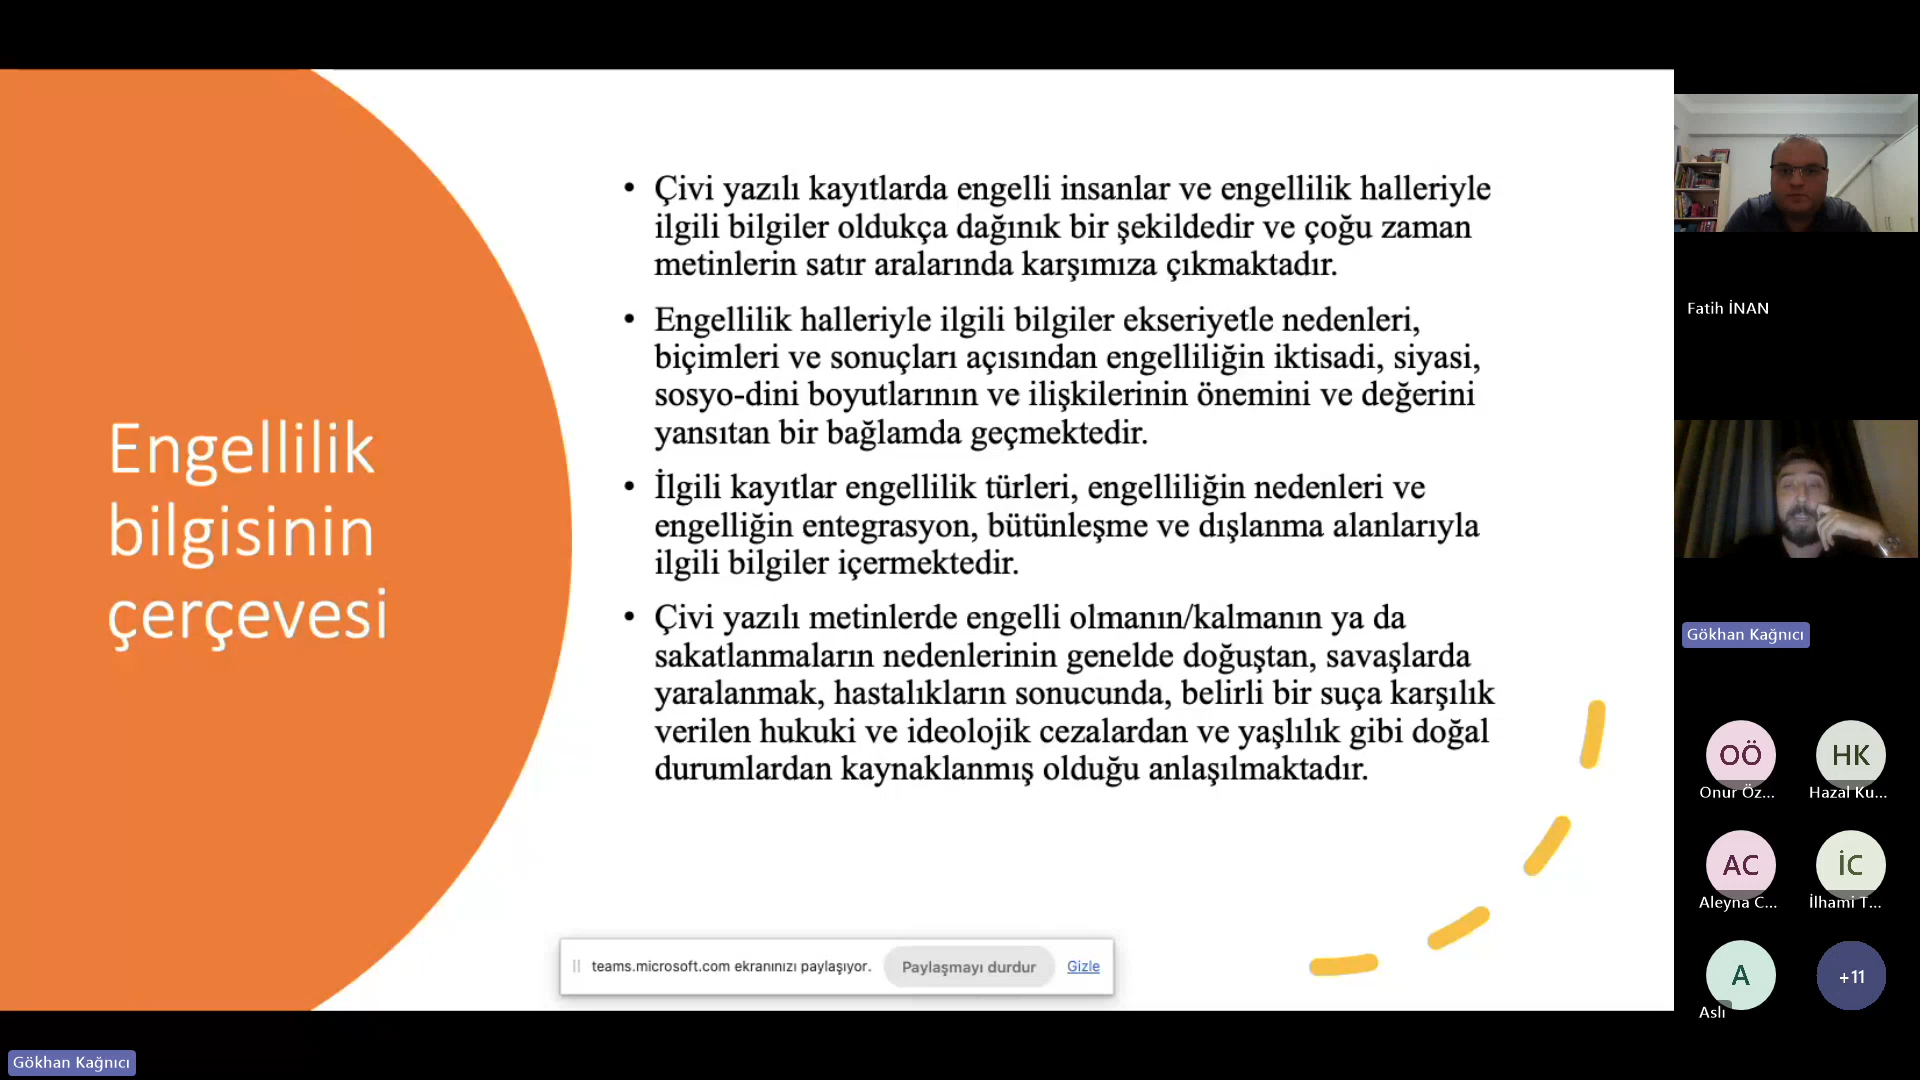 Engellilik
bilgisinin
çerçevesi
• Çivi yazılı kayıtlarda engelli insanlar ve engellilik halleriyle
ilgili bilgiler oldukça dağınık bir şekildedir ve çoğu zaman
metinlerin satır aralarında karşımıza çıkmaktadır.
• Engellilik halleriyle ilgili bilgiler ekseriyetle nedenleri,
biçimleri ve sonuçları açısından engelliliğin iktisadi, siyasi,
sosyo-dini boyutlarının ve ilişkilerinin önemini ve değerini
yansıtan bir bağlamda geçmektedir.
• İlgili kayıtlar engellilik türleri, engelliliğin nedenleri ve
engelliğin entegrasyon, bütünleşme ve dışlanma alanlarıyla
ilgili bilgiler içermektedir.
• Çivi yazılı metinlerde engelli olmanın/kalmanın ya da
sakatlanmaların nedenlerinin genelde doğuştan, savaşlarda
yaralanmak, hastalıkların sonucunda, belirli bir suça karşılık
verilen hukuki ve ideolojik cezalardan ve yaşlılık gibi doğal
durumlardan kaynaklanmış olduğu anlaşılmaktadır.
teams.microsoft.com ekranınızı paylaşıyor. Paylaşmayı durdur Gizle
Fatih İNAN
Gökhan Kağnıcı
OÖ HK
Onur Öz... Hazal Ku...
AC İC
Aleyna C... İlhami T...
A +11
Aslı
Gökhan Kağnıcı